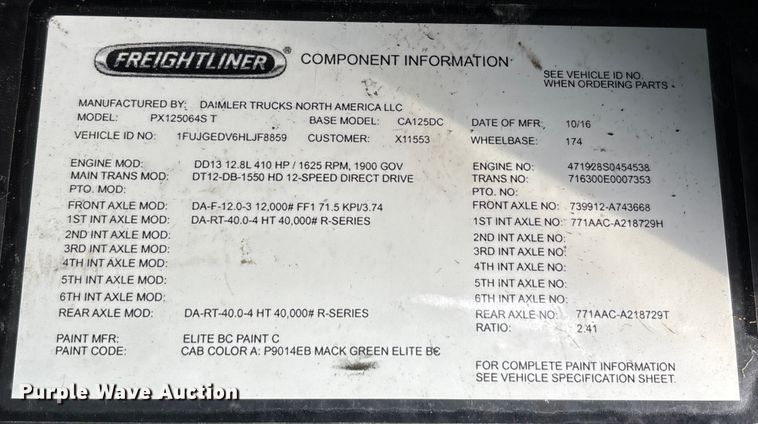 FREIGHTLINER® COMPONENT INFORMATION
SEE VEHICLE ID NO.
WHEN ORDERING PARTS
MANUFACTURED BY: DAIMLER TRUCKS NORTH AMERICA LLC
MODEL: PX125064S T BASE MODEL: CA125DC DATE OF MFR: 10/16
VEHICLE ID NO: 1FUJGEDV6HLJF8859 CUSTOMER: X11553 WHEELBASE: 174
ENGINE MOD: DD13 12.8L 410 HP / 1625 RPM, 1900 GOV ENGINE NO: 471928S0454538
MAIN TRANS MOD: DT12-DB-1550 HD 12-SPEED DIRECT DRIVE TRANS NO: 716300E0007353
PTO. MOD: PTO. NO:
FRONT AXLE MOD: DA-F-12.0-3 12,000# FF1 71.5 KPI/3.74 FRONT AXLE NO: 739912-A743668
1ST INT AXLE MOD: DA-RT-40.0-4 HT 40,000# R-SERIES 1ST INT AXLE NO: 771AAC-A218729H
2ND INT AXLE MOD: 2ND INT AXLE NO:
3RD INT AXLE MOD: 3RD INT AXLE NO:
4TH INT AXLE MOD: 4TH INT AXLE NO:
5TH INT AXLE MOD: 5TH INT AXLE NO:
6TH INT AXLE MOD: 6TH INT AXLE NO:
REAR AXLE MOD: DA-RT-40.0-4 HT 40,000# R-SERIES REAR AXLE NO: 771AAC-A218729T
RATIO: 2.41
PAINT MFR: ELITE BC PAINT C
PAINT CODE: CAB COLOR A: P9014EB MACK GREEN ELITE BC
FOR COMPLETE PAINT INFORMATION
SEE VEHICLE SPECIFICATION SHEET.
Purple Wave Auction